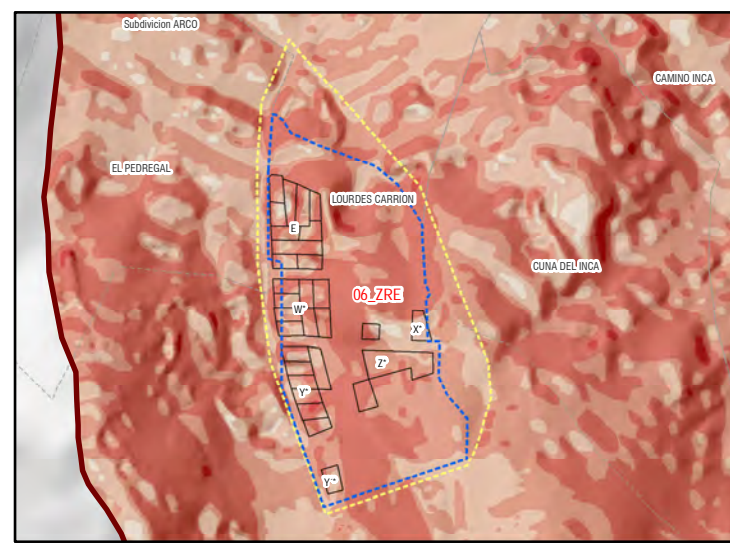 Subdivicion ARCO
CAMINO INCA
EL PEDREGAL
LOURDES CARRION
E
CUNA DEL INCA
06_ZRE
W*
X*
Z*
Y*
Y'*